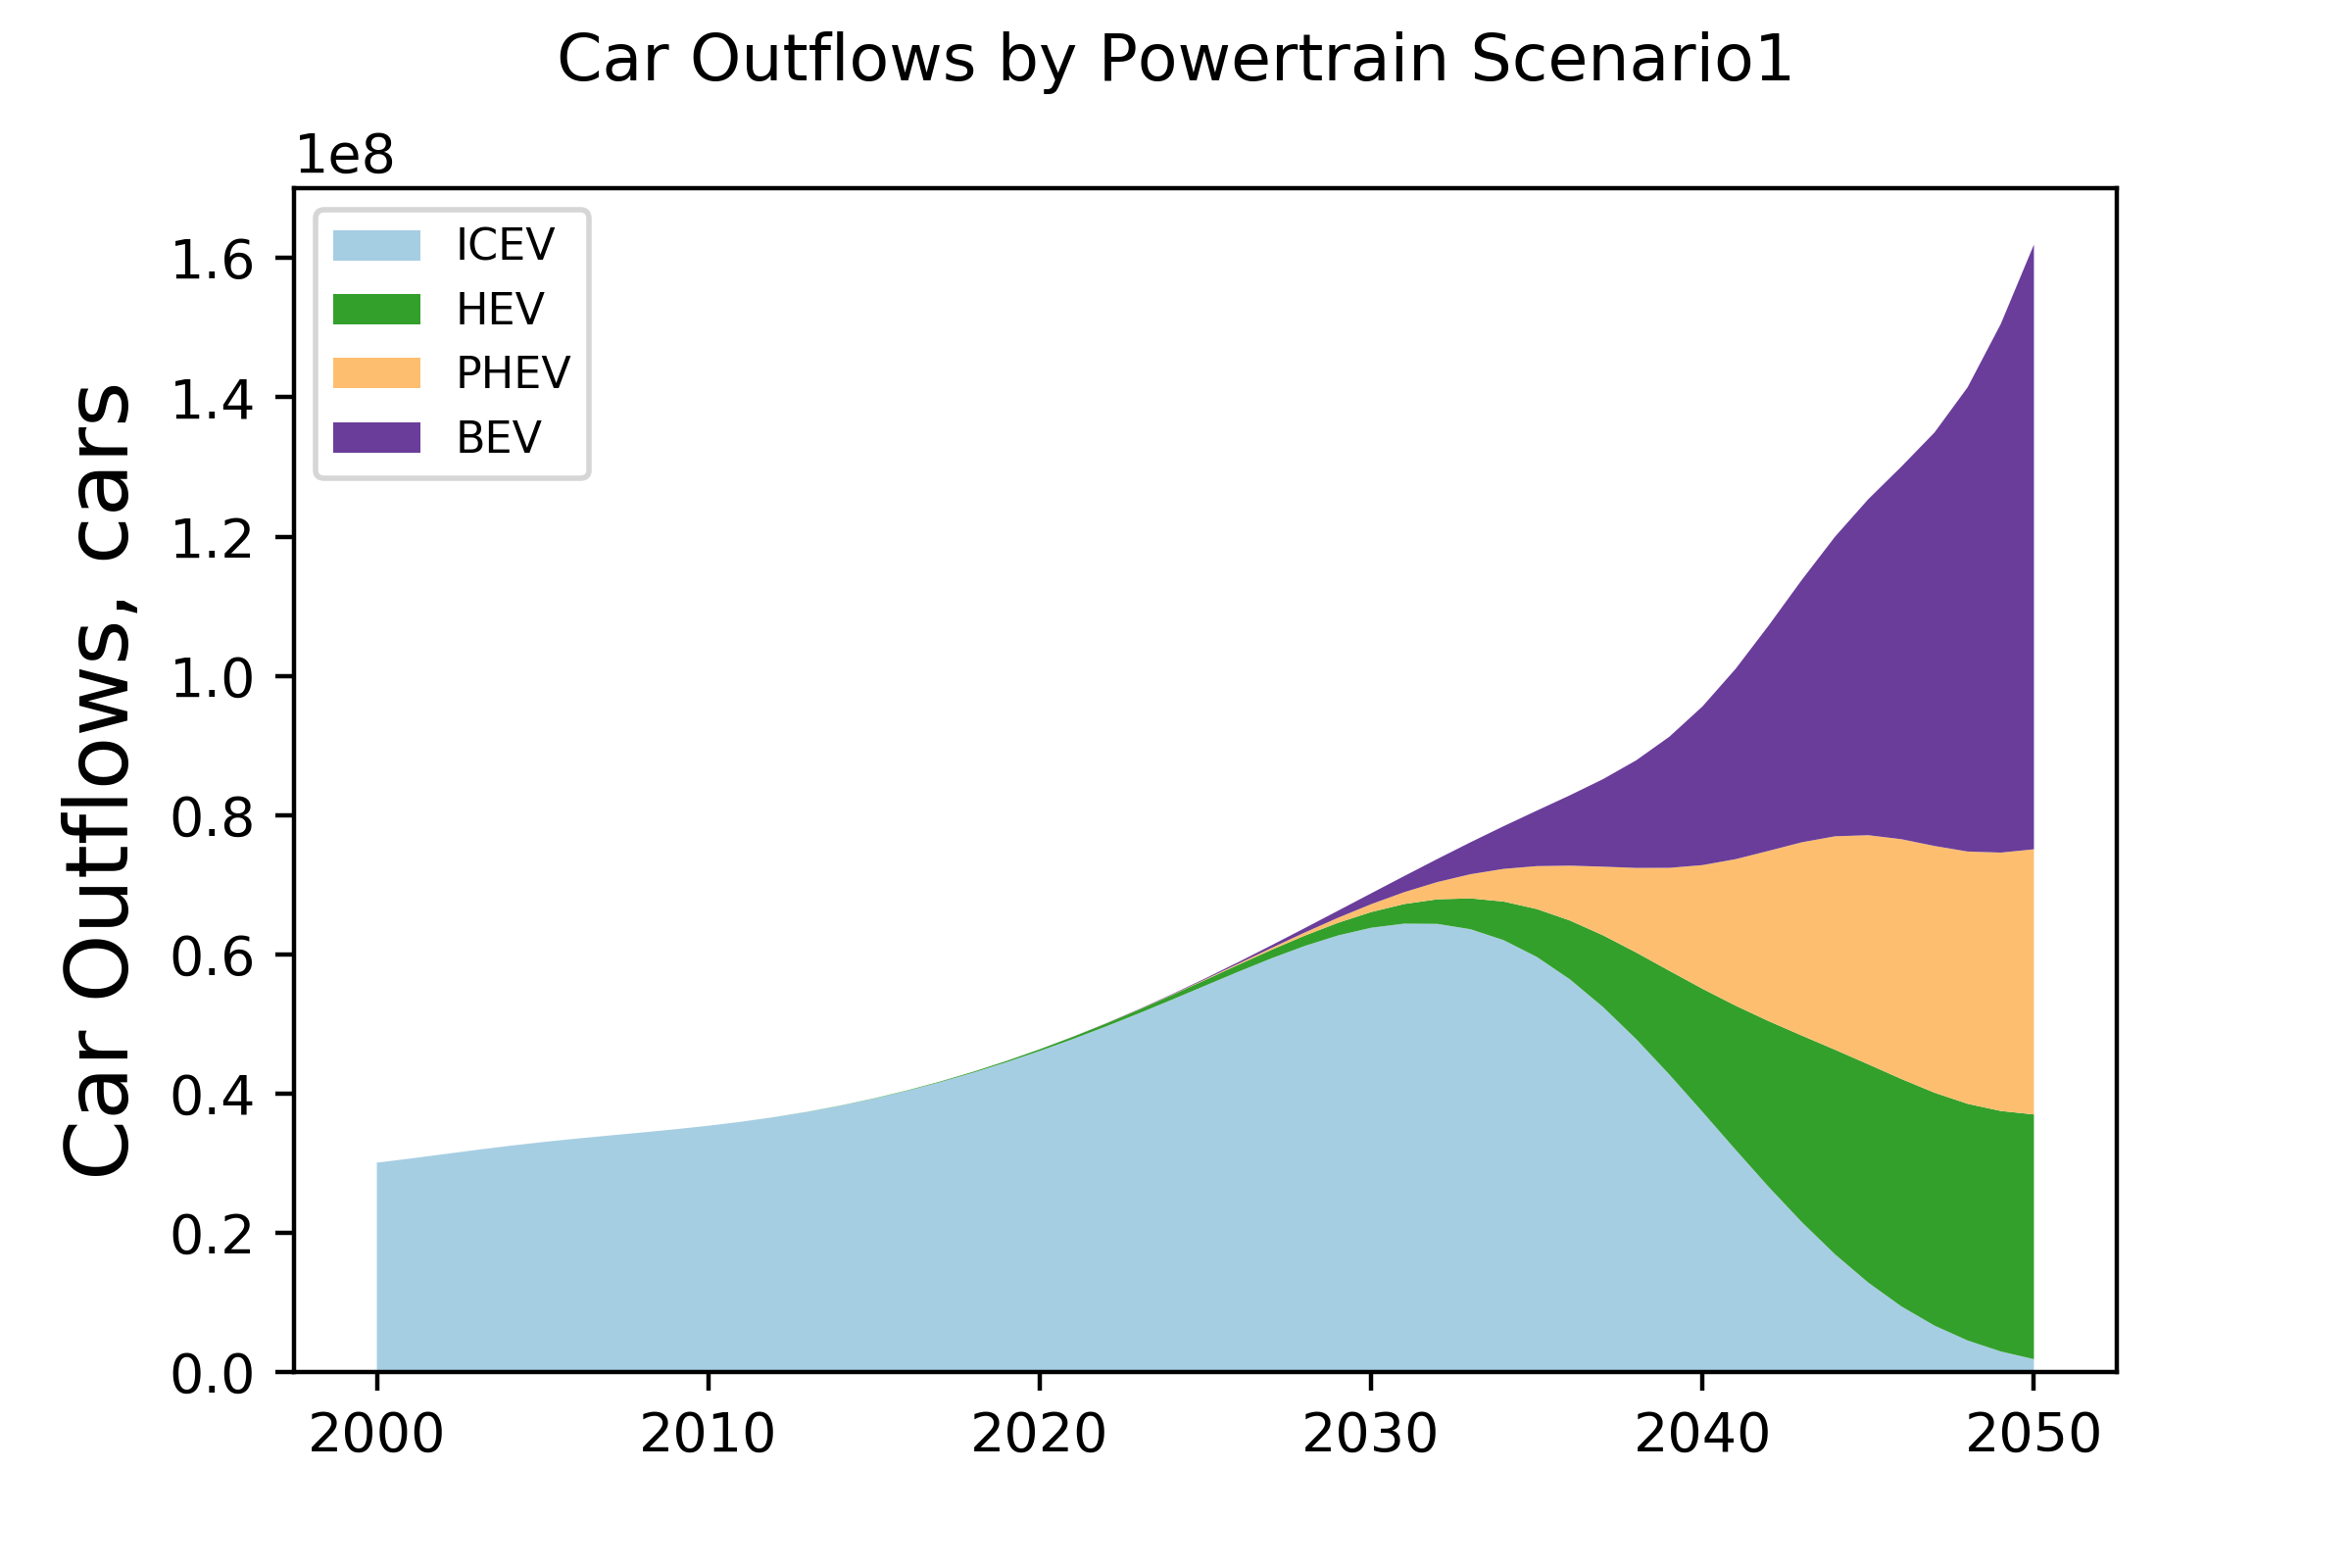 Car Outflows by Powertrain Scenario1
1e8
ICEV
HEV
PHEV
BEV
Car Outflows, cars
1.6
1.4
1.2
1.0
0.8
0.6
0.4
0.2
0.0
2000 2010 2020 2030 2040 2050